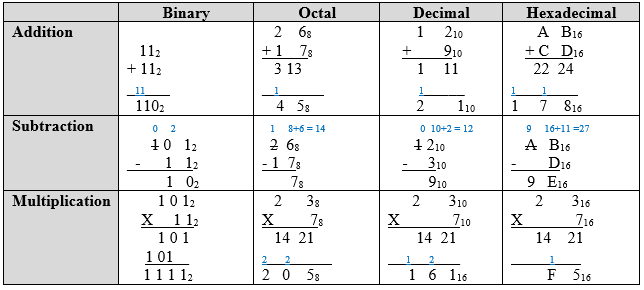 Binary
Octal
Decimal
Hexadecimal
Addition
11₂
+ 11₂
11
110₂
2 6₈
+ 1 7₈
3 13
1
4 5₈
1 2₁₀
+ 9₁₀
1 11
1
2 1₁₀
A B₁₆
+ C D₁₆
22 24
1 1
1 7 8₁₆
Subtraction
0 2
1 0 1₂
- 1 1₂
1 0₂
1 8+6 = 14
2 6₈
- 1 7₈
7₈
0 10+2 = 12
1 2₁₀
- 3₁₀
9₁₀
9 16+11 =27
A B₁₆
- D₁₆
9 E₁₆
Multiplication
1 0 1₂
X 1 1₂
1 0 1
1 01
1 1 1 1₂
2 3₈
X 7₈
14 21
2 2
2 0 5₈
2 3₁₀
X 7₁₀
14 21
1 2
1 6 1₁₆
2 3₁₆
X 7₁₆
14 21
1
F 5₁₆